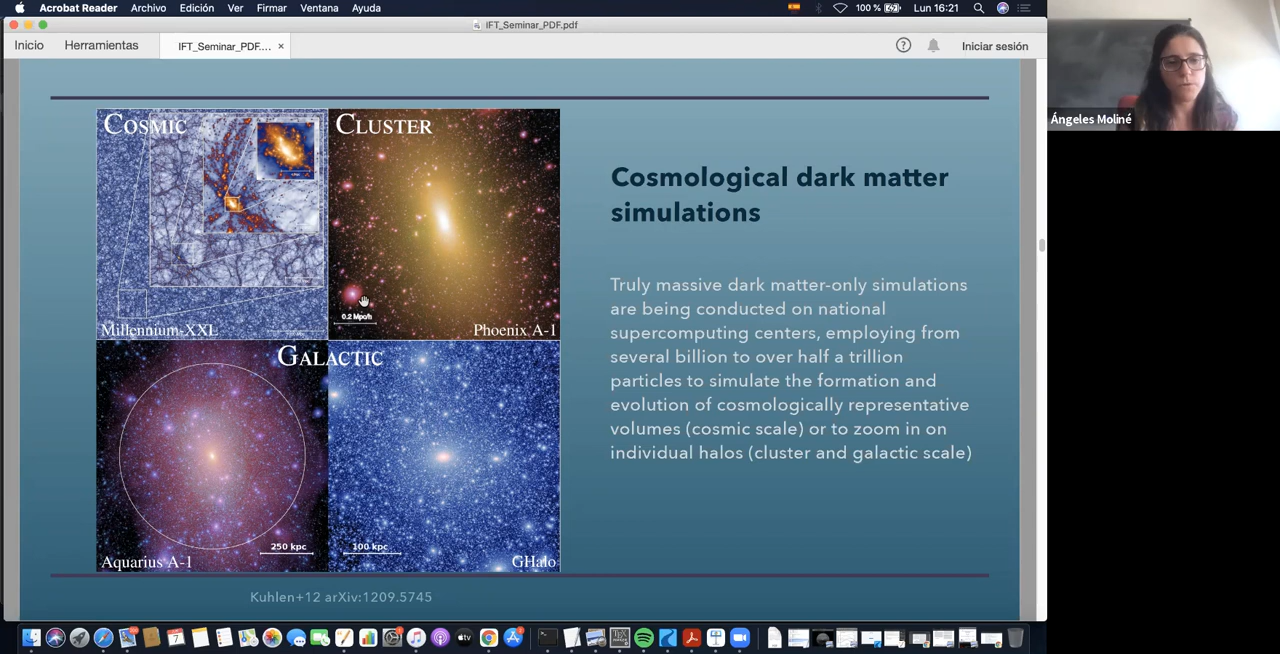 Acrobat Reader Archivo Edición Ver Firmar Ventana Ayuda 100 % Lun 16:21
IFT_Seminar_PDF.pdf
Inicio Herramientas IFT_Seminar_PDF.... × ? Iniciar sesión
Ángeles Moliné
COSMIC
Millennium-XXL
CLUSTER
0.2 Mpc/h
Phoenix A-1
GALACTIC
250 kpc
Aquarius A-1
100 kpc
GHalo
Cosmological dark matter
simulations
Truly massive dark matter-only simulations
are being conducted on national
supercomputing centers, employing from
several billion to over half a trillion
particles to simulate the formation and
evolution of cosmologically representative
volumes (cosmic scale) or to zoom in on
individual halos (cluster and galactic scale)
Kuhlen+12 arXiv:1209.5745